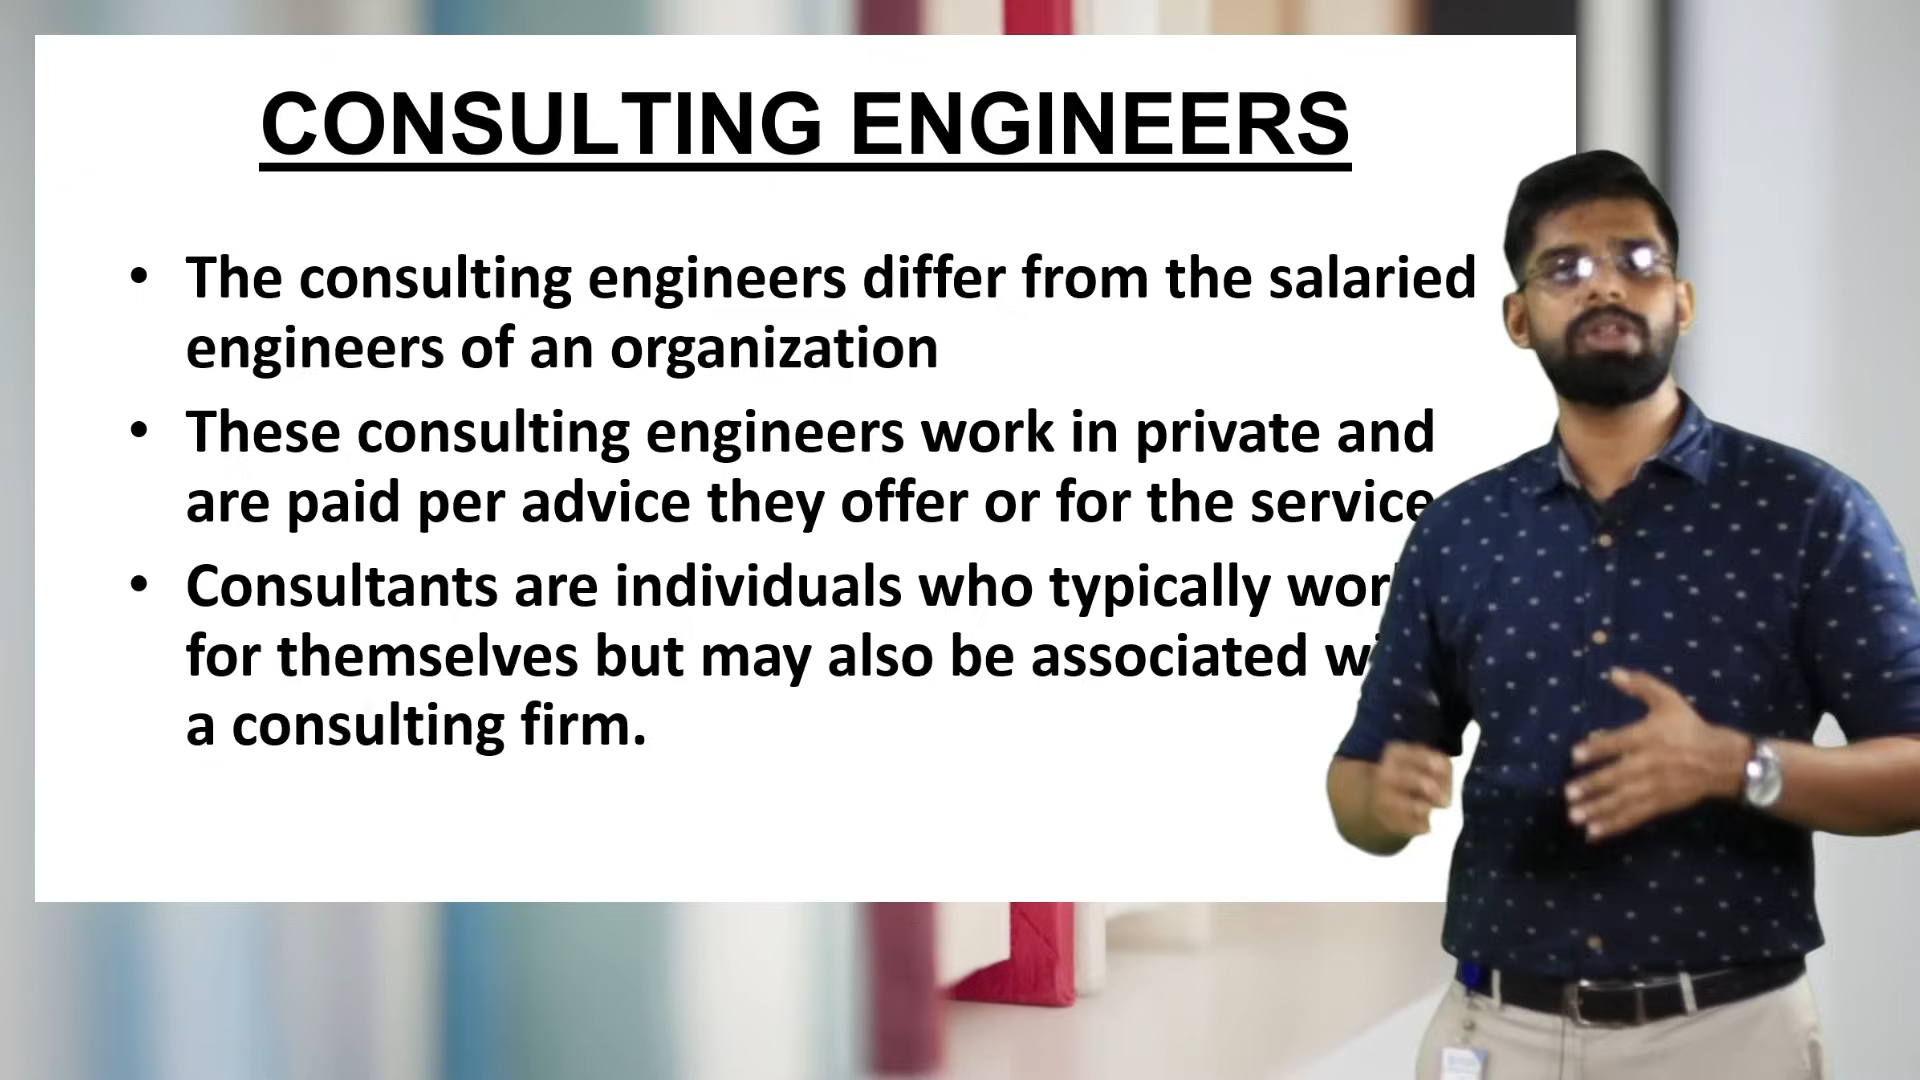 CONSULTING ENGINEERS
• The consulting engineers differ from the salaried
engineers of an organization
• These consulting engineers work in private and
are paid per advice they offer or for the service
• Consultants are individuals who typically
for themselves but may also be associated
a consulting firm.